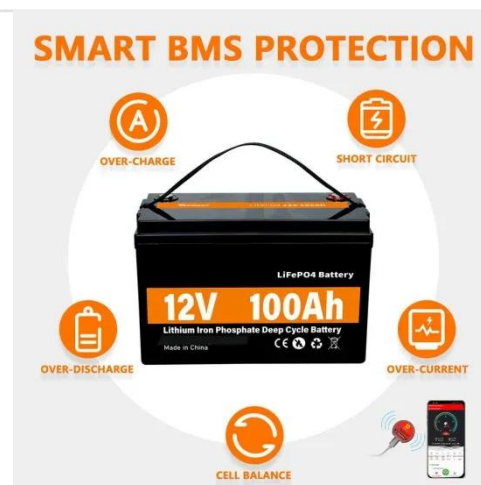 SMART BMS PROTECTION
OVER-CHARGE
SHORT CIRCUIT
LiFePO4 Battery
12V 100Ah
Lithium Iron Phosphate Deep Cycle Battery
Made in China
CE
OVER-DISCHARGE
OVER-CURRENT
CELL BALANCE